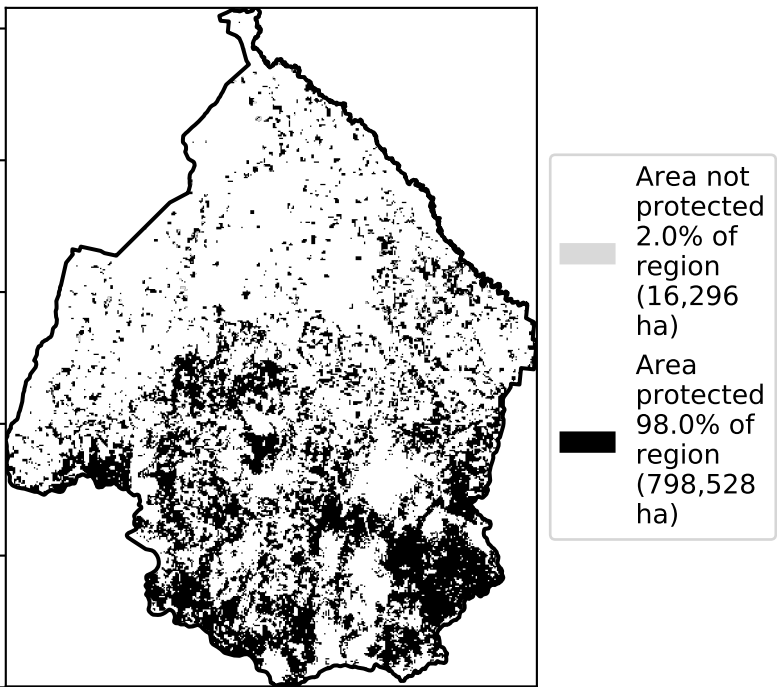 Area not
protected
2.0% of
region
(16,296
ha)
Area
protected
98.0% of
region
(798,528
ha)